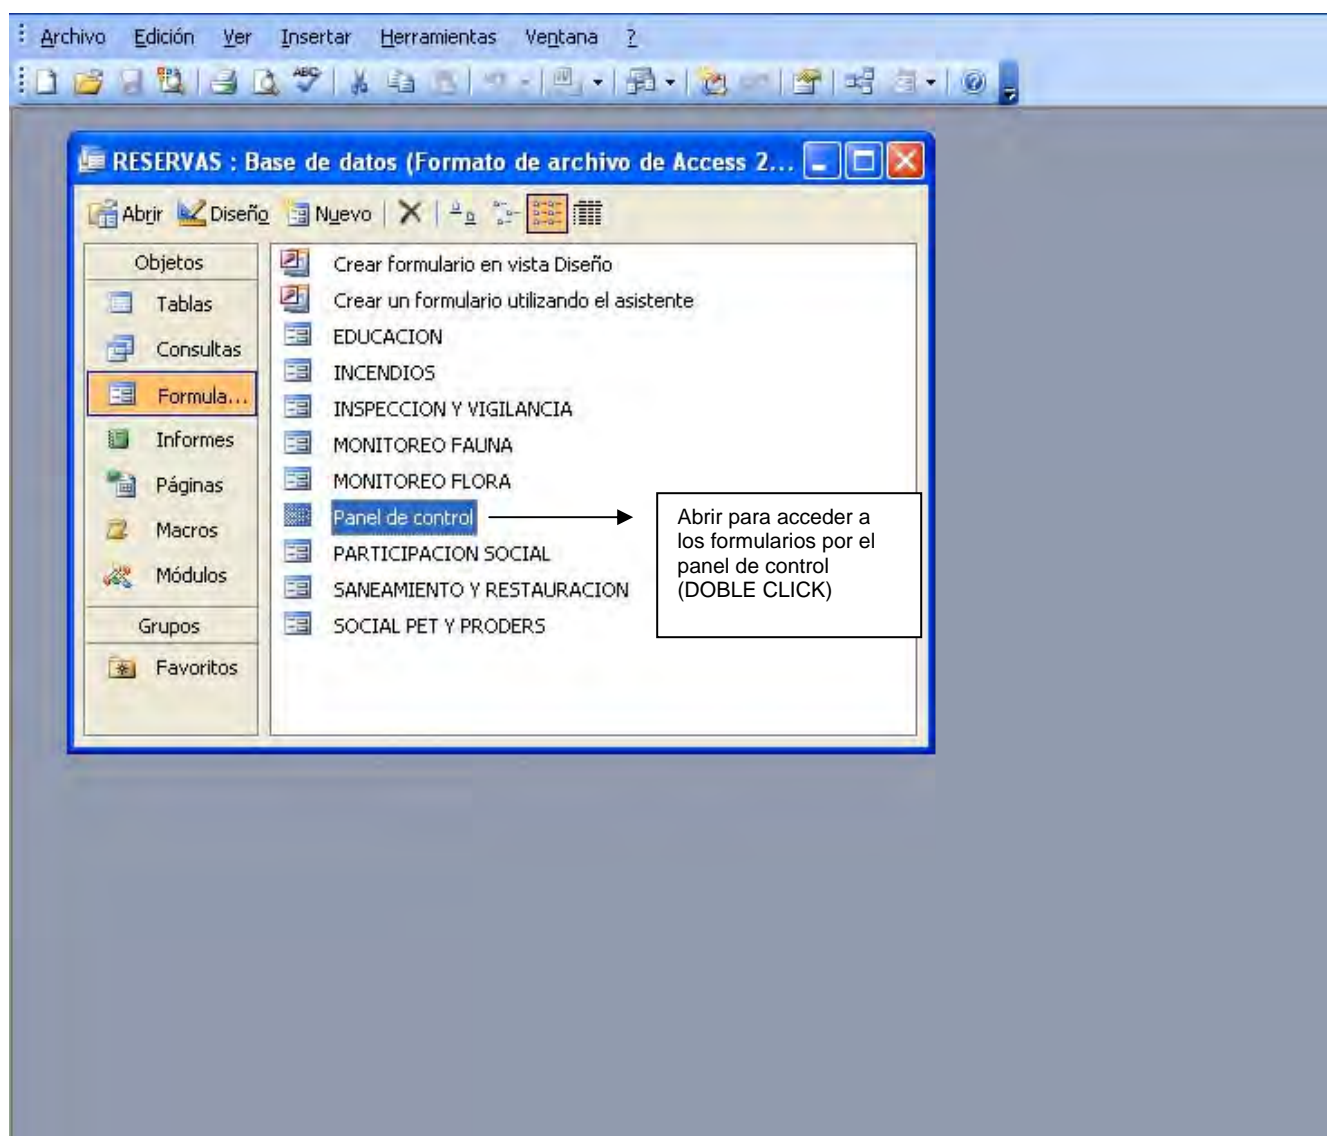 Archivo Edición Ver Insertar Herramientas Ventana ?
ABC
RESERVAS : Base de datos (Formato de archivo de Access 2...
Abrir Diseño Nuevo
Objetos
Tablas
Consultas
Formula...
Informes
Páginas
Macros
Módulos
Grupos
Favoritos
Crear formulario en vista Diseño
Crear un formulario utilizando el asistente
EDUCACION
INCENDIOS
INSPECCION Y VIGILANCIA
MONITOREO FAUNA
MONITOREO FLORA
Panel de control
PARTICIPACION SOCIAL
SANEAMIENTO Y RESTAURACION
SOCIAL PET Y PRODERS
Abrir para acceder a
los formularios por el
panel de control
(DOBLE CLICK)